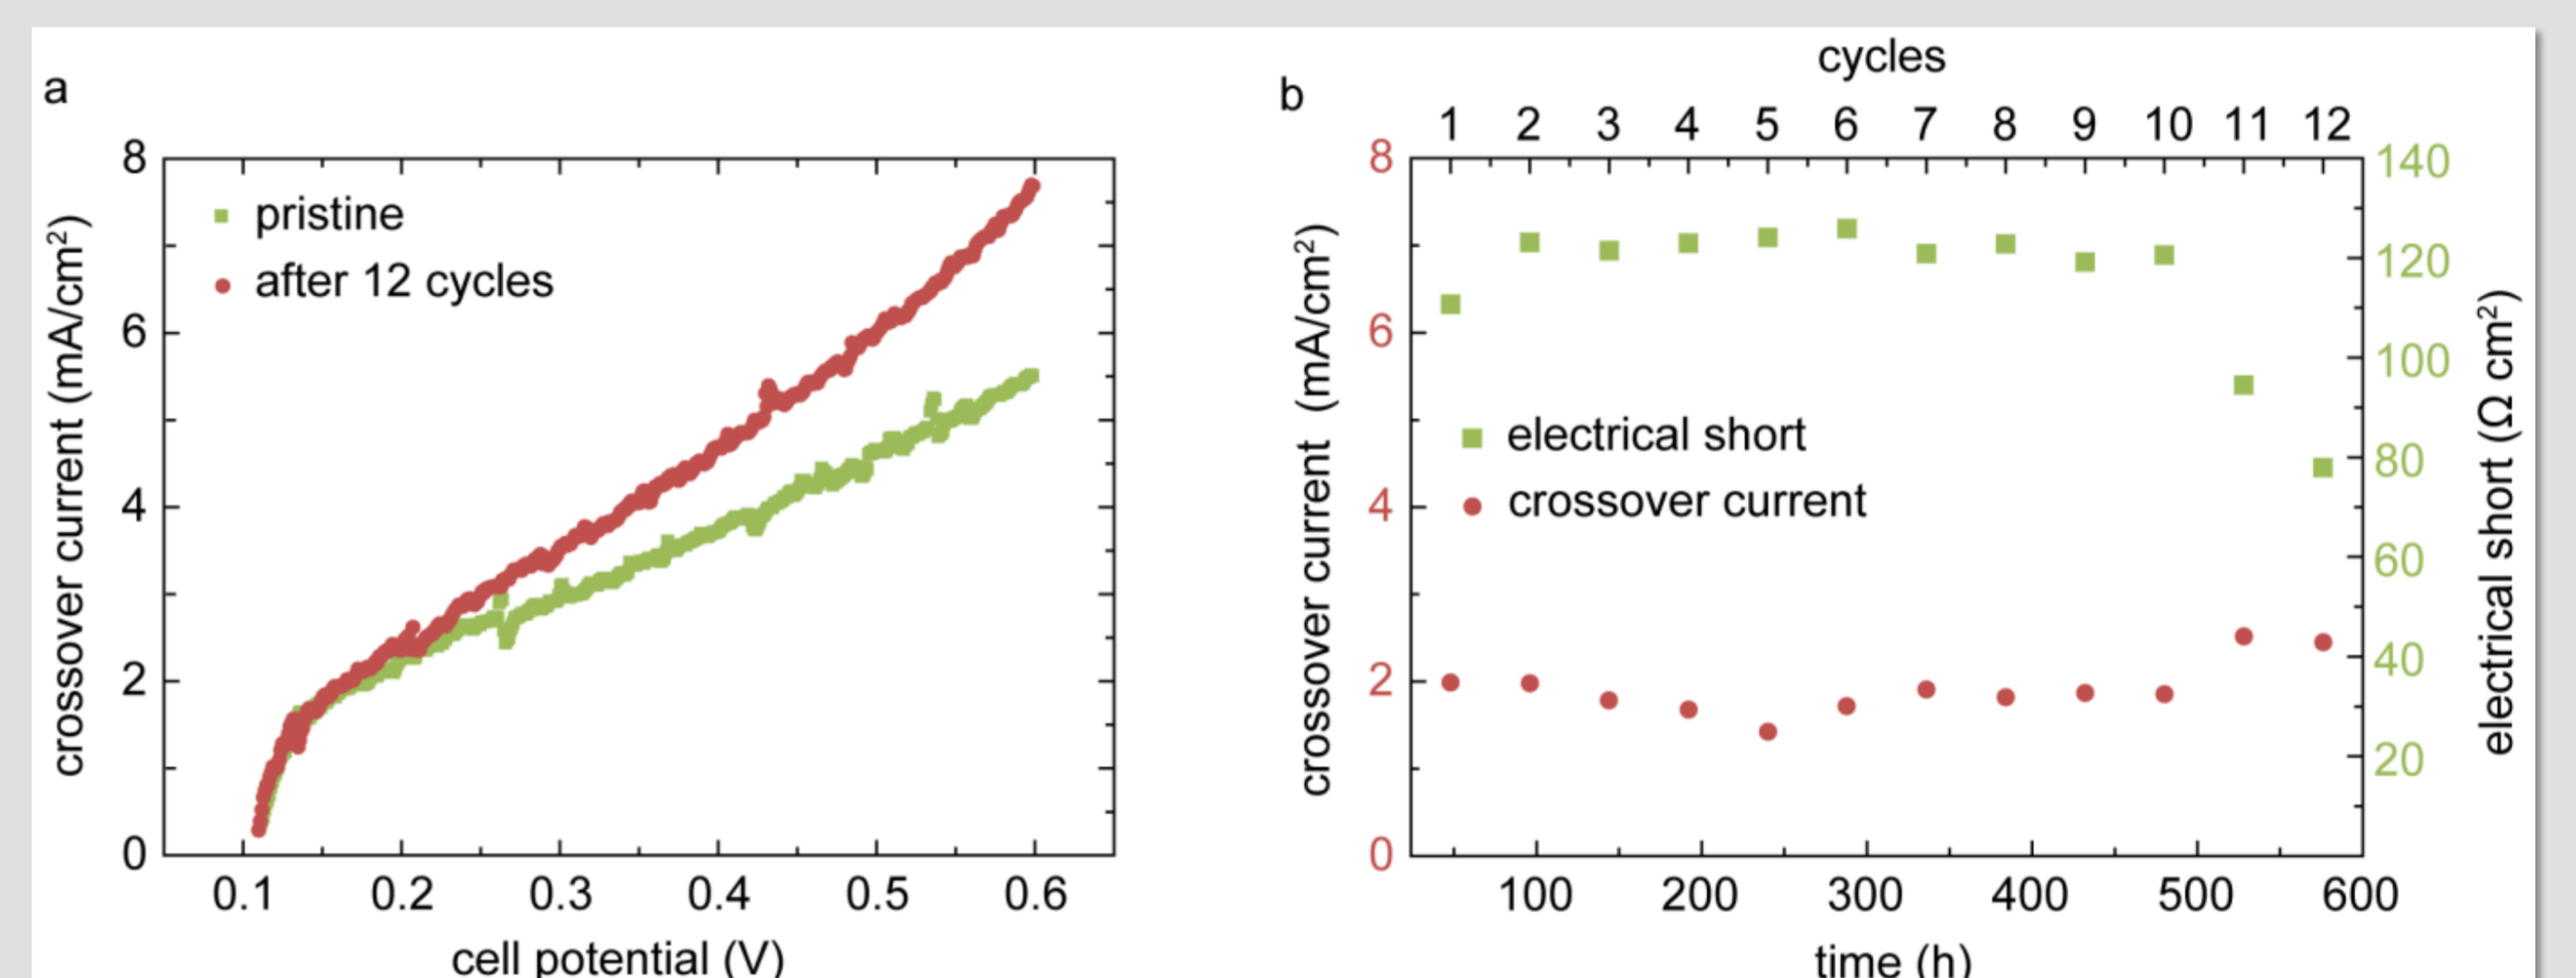 a
8
6
4
2
0
crossover current (mA/cm²)
pristine
after 12 cycles
0.1 0.2 0.3 0.4 0.5 0.6
cell potential (V)
b
cycles
1 2 3 4 5 6 7 8 9 10 11 12
8
6
4
2
0
crossover current (mA/cm²)
electrical short
crossover current
140
120
100
80
60
40
20
electrical short (Ω cm²)
100 200 300 400 500 600
time (h)